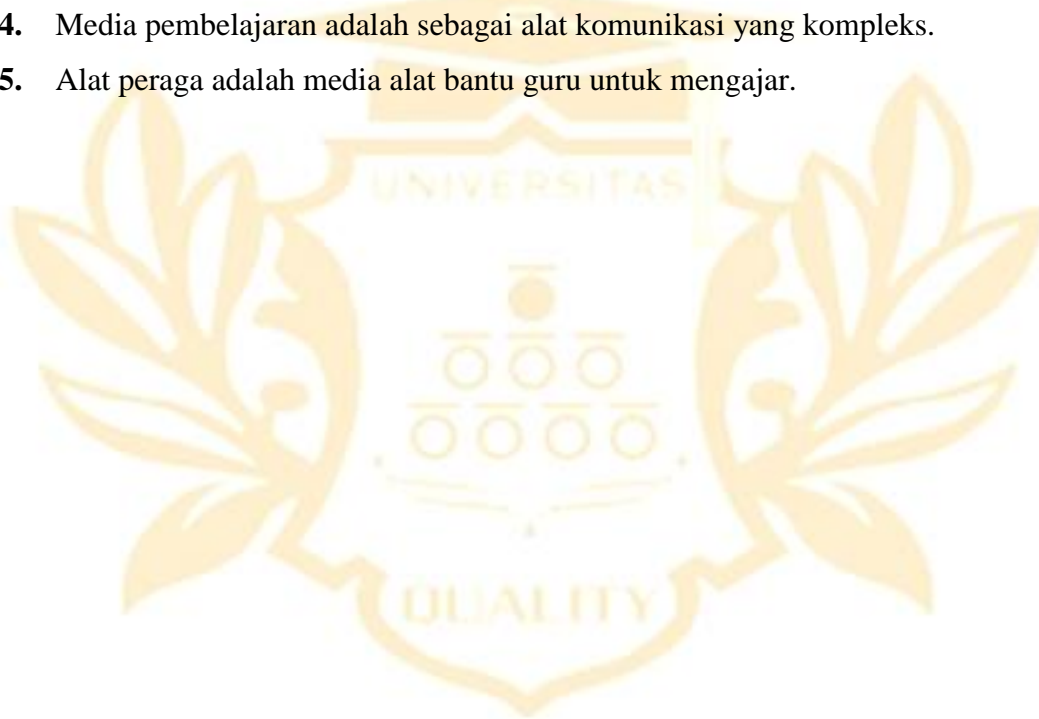 4. Media pembelajaran adalah sebagai alat komunikasi yang kompleks.
5. Alat peraga adalah media alat bantu guru untuk mengajar.
UNIVERSITAS
QUALITY